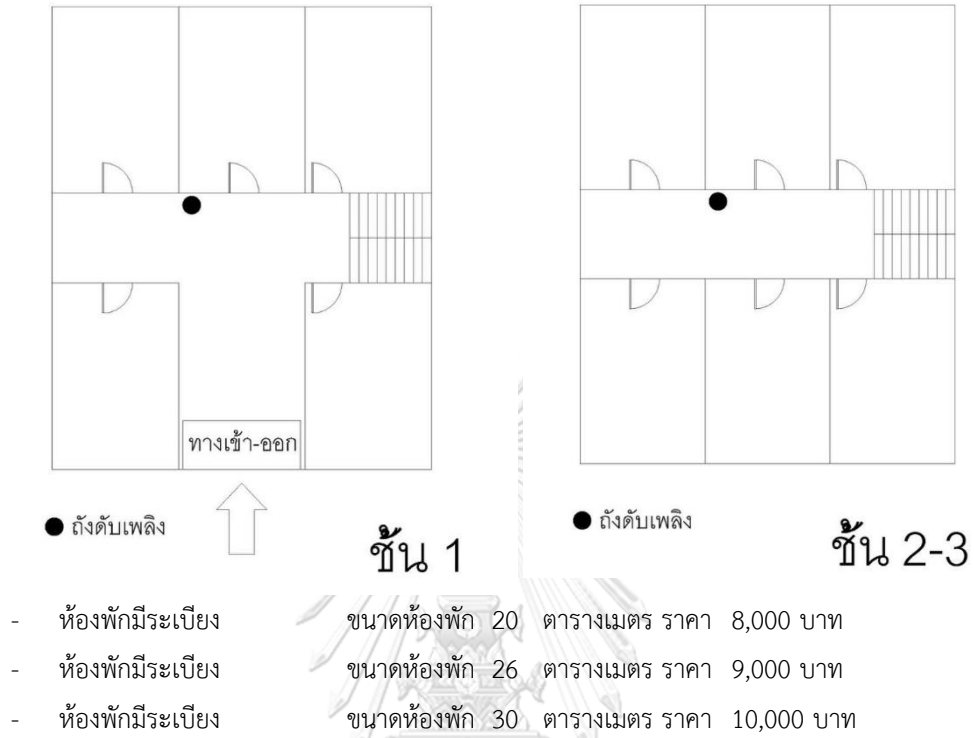 ทางเข้า-ออก
ถังดับเพลิง
ชั้น 1
ถังดับเพลิง
ชั้น 2-3
- ห้องพักมีระเบียง ขนาดห้องพัก 20 ตารางเมตร ราคา 8,000 บาท
- ห้องพักมีระเบียง ขนาดห้องพัก 26 ตารางเมตร ราคา 9,000 บาท
- ห้องพักมีระเบียง ขนาดห้องพัก 30 ตารางเมตร ราคา 10,000 บาท